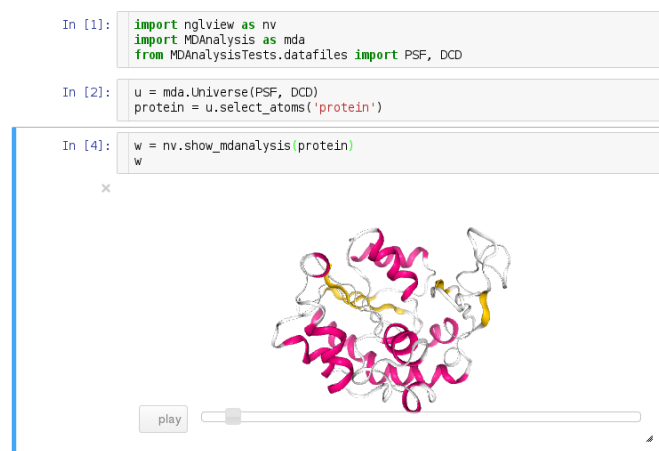 In [1]: import nglview as nv
import MDAnalysis as mda
from MDAnalysisTests.datafiles import PSF, DCD
In [2]: u = mda.Universe(PSF, DCD)
protein = u.select_atoms('protein')
In [4]: w = nv.show_mdanalysis(protein)
w
×
play